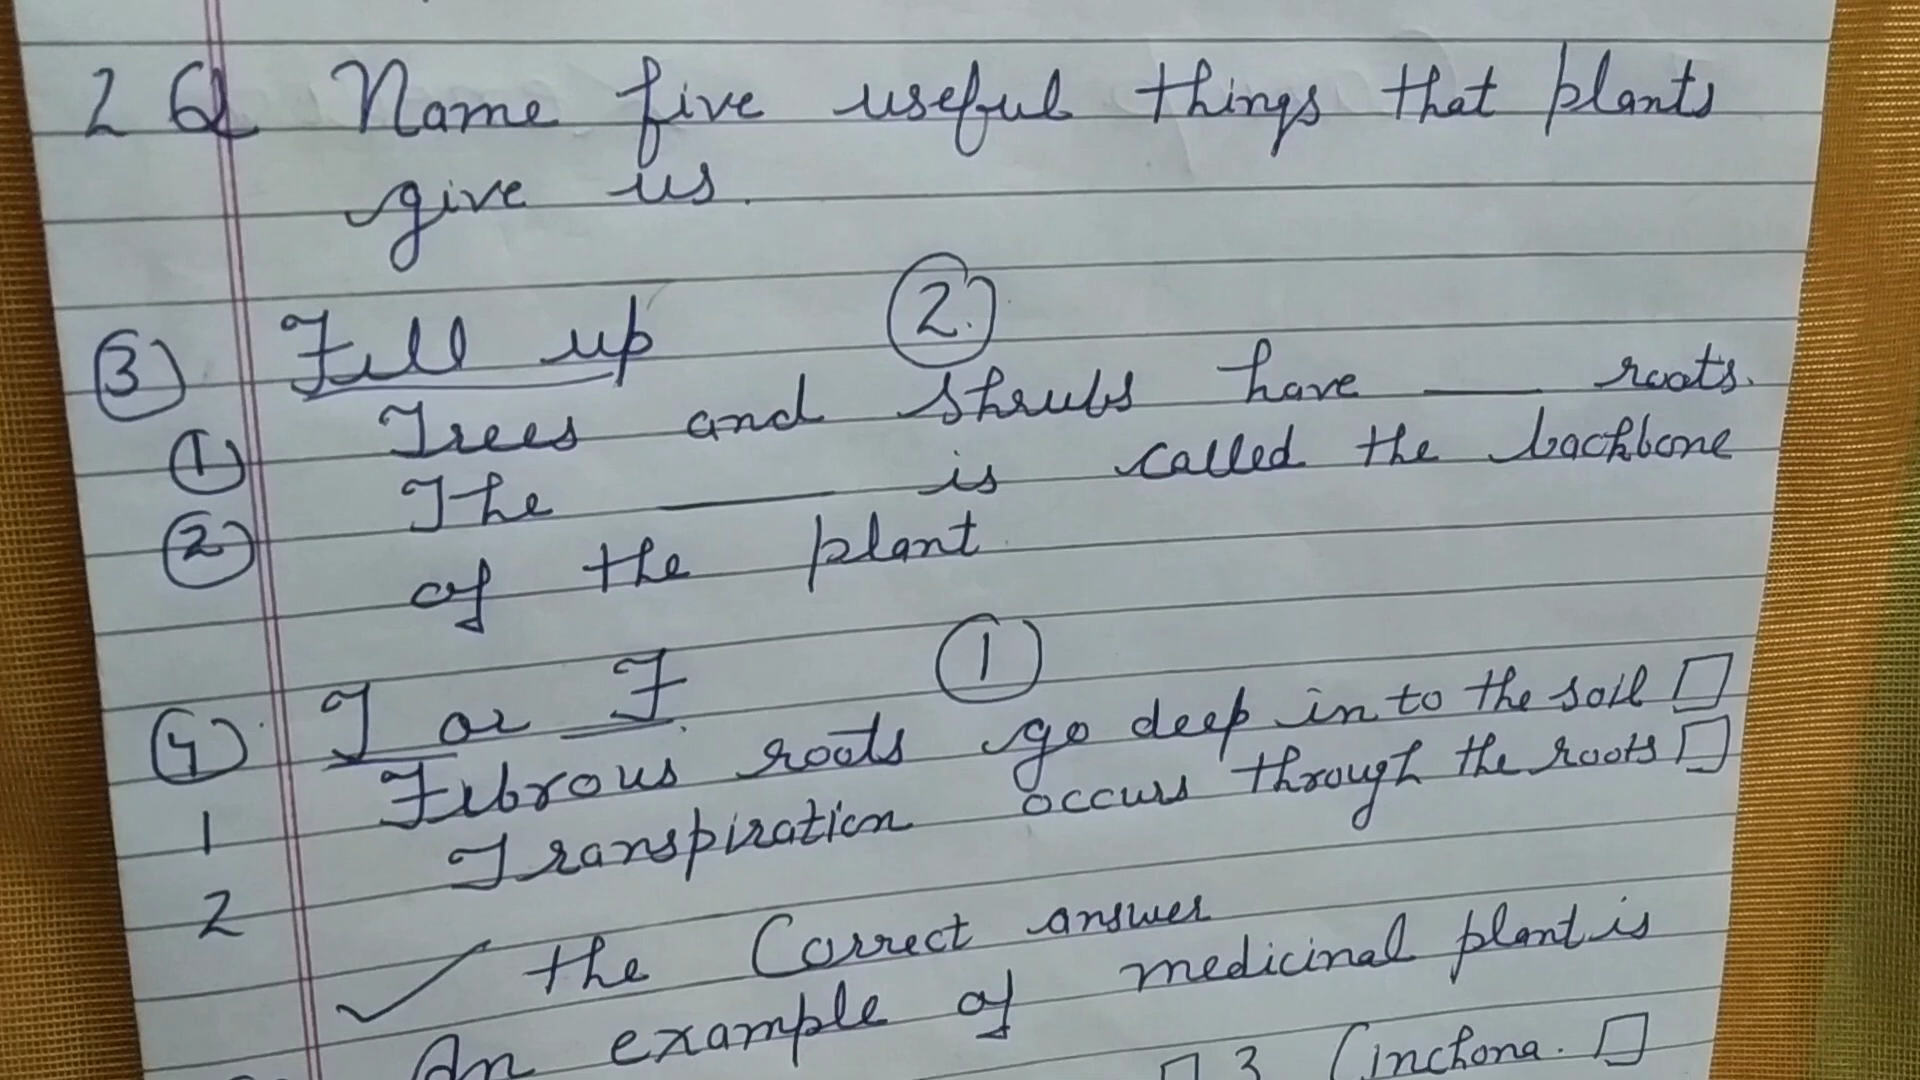 2 Q Name five useful things that plants
give us.
③ Fill up ②.
① Trees and shrubs have ____ roots.
② The ____ is called the backbone
of the plant
④ T or F ①
1 Fibrous roots go deep in to the soil □
2 Transpiration occurs through the roots □
✓ the Correct answer
An example of medicinal plant is
□ 3 Cinchona. □